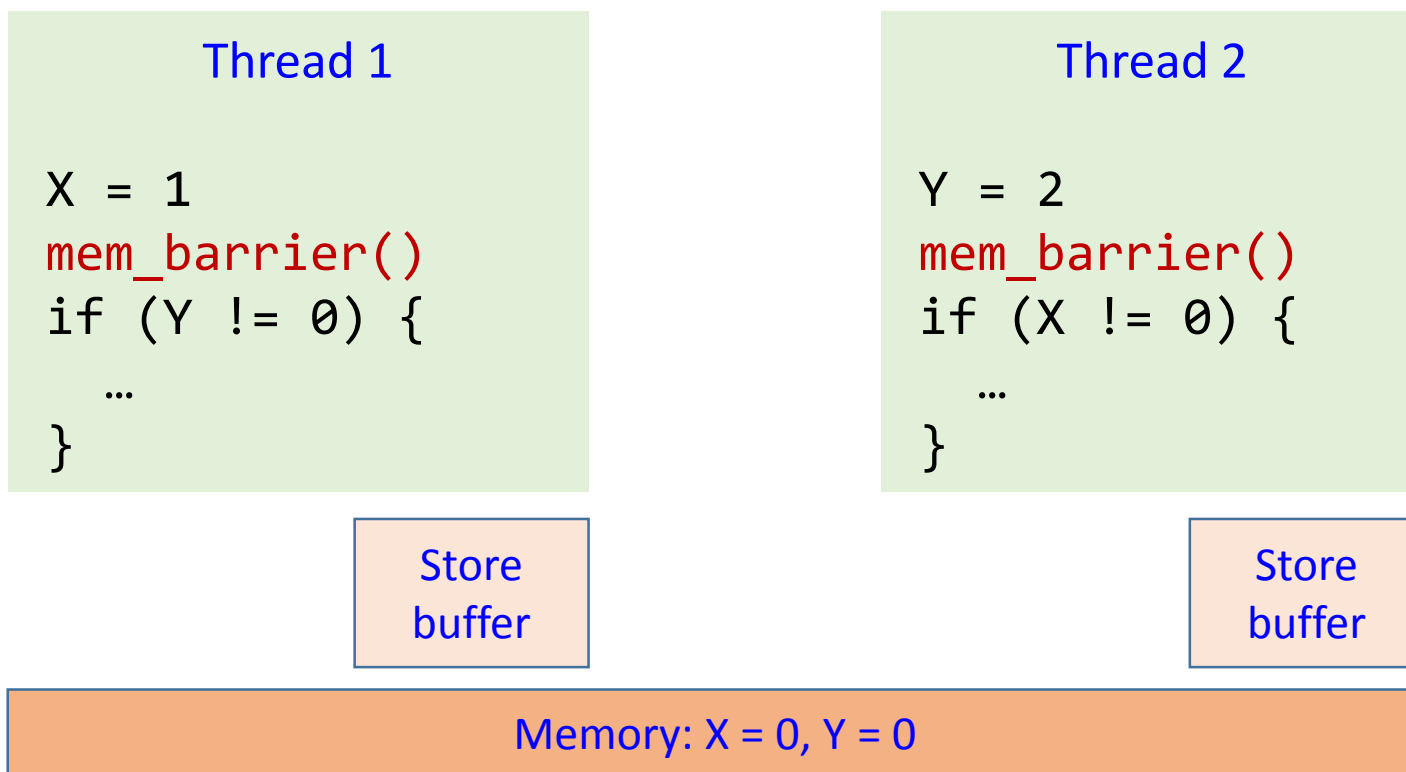 Thread 1
X = 1
mem_barrier()
if (Y != 0) {
…
}
Thread 2
Y = 2
mem_barrier()
if (X != 0) {
…
}
Store
buffer
Store
buffer
Memory: X = 0, Y = 0